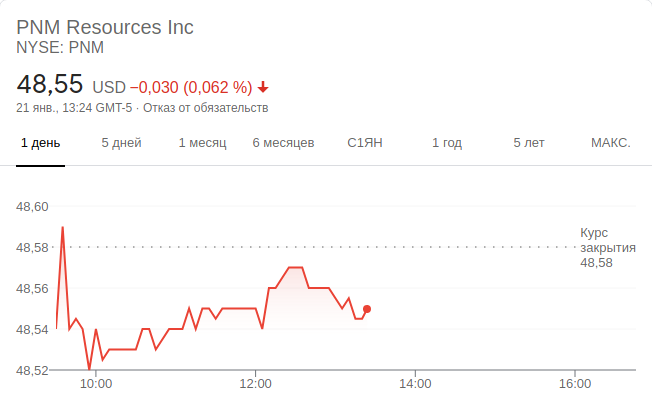 PNM Resources Inc
NYSE: PNM
48,55 USD −0,030 (0,062 %)
21 янв., 13:24 GMT-5 · Отказ от обязательств
1 день 5 дней 1 месяц 6 месяцев С1ЯН 1 год 5 лет МАКС.
48,60
48,58
48,56
48,54
48,52
Курс
закрытия
48,58
10:00 12:00 14:00 16:00